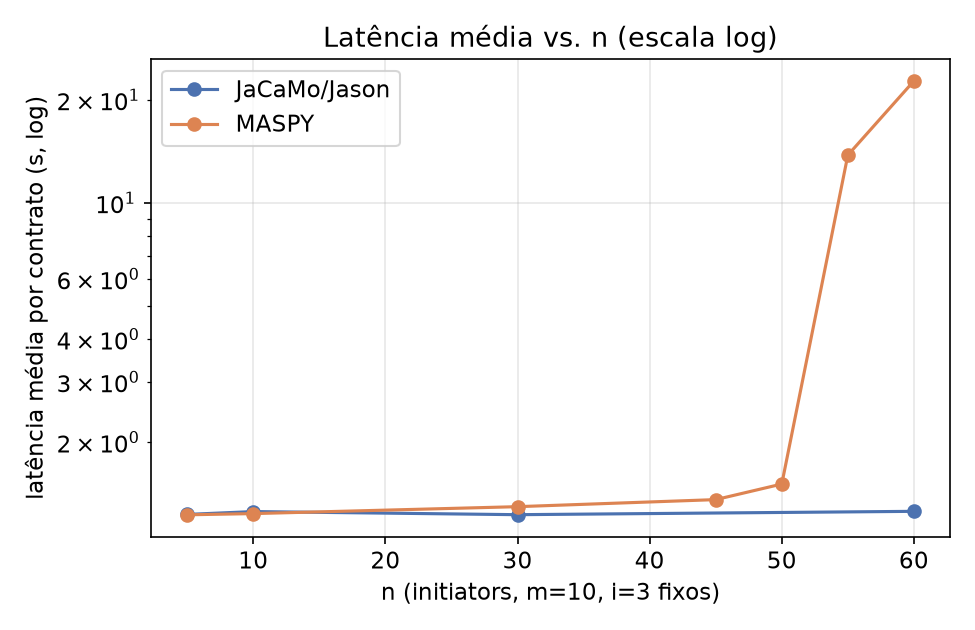 Latência média vs. n (escala log)
JaCaMo/Jason
MASPY
latência média por contrato (s, log)
2 × 10¹
10¹
6 × 10⁰
4 × 10⁰
3 × 10⁰
2 × 10⁰
10 20 30 40 50 60
n (initiators, m=10, i=3 fixos)